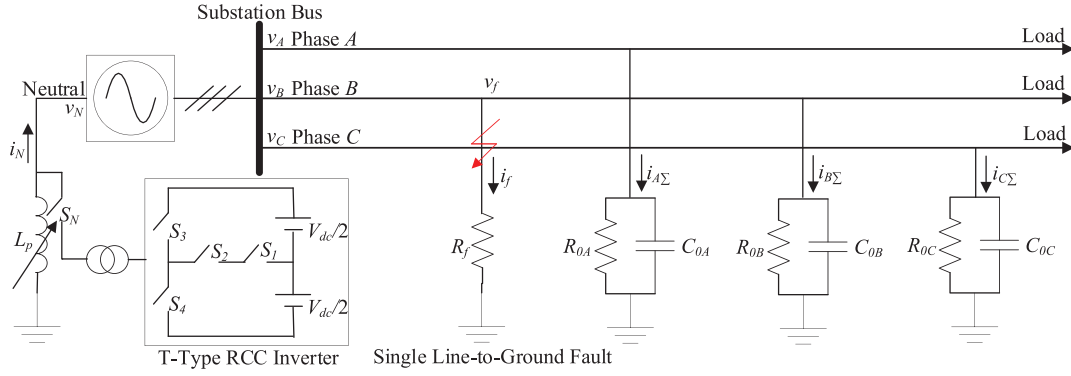 Substation Bus
v_A Phase A
Load
Neutral
v_N
v_B Phase B
v_f
Load
v_C Phase C
Load
i_N
i_f
i_AΣ
i_BΣ
i_CΣ
S_N
L_p
S_3
V_dc/2
S_2
S_1
S_4
V_dc/2
R_f
R_0A
C_0A
R_0B
C_0B
R_0C
C_0C
T-Type RCC Inverter
Single Line-to-Ground Fault